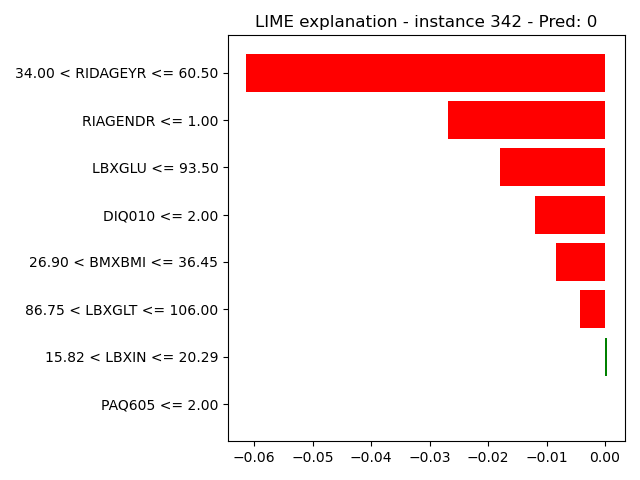 LIME explanation - instance 342 - Pred: 0
34.00 < RIDAGEYR <= 60.50
RIAGENDR <= 1.00
LBXGLU <= 93.50
DIQ010 <= 2.00
26.90 < BMXBMI <= 36.45
86.75 < LBXGLT <= 106.00
15.82 < LBXIN <= 20.29
PAQ605 <= 2.00
−0.06 −0.05 −0.04 −0.03 −0.02 −0.01 0.00